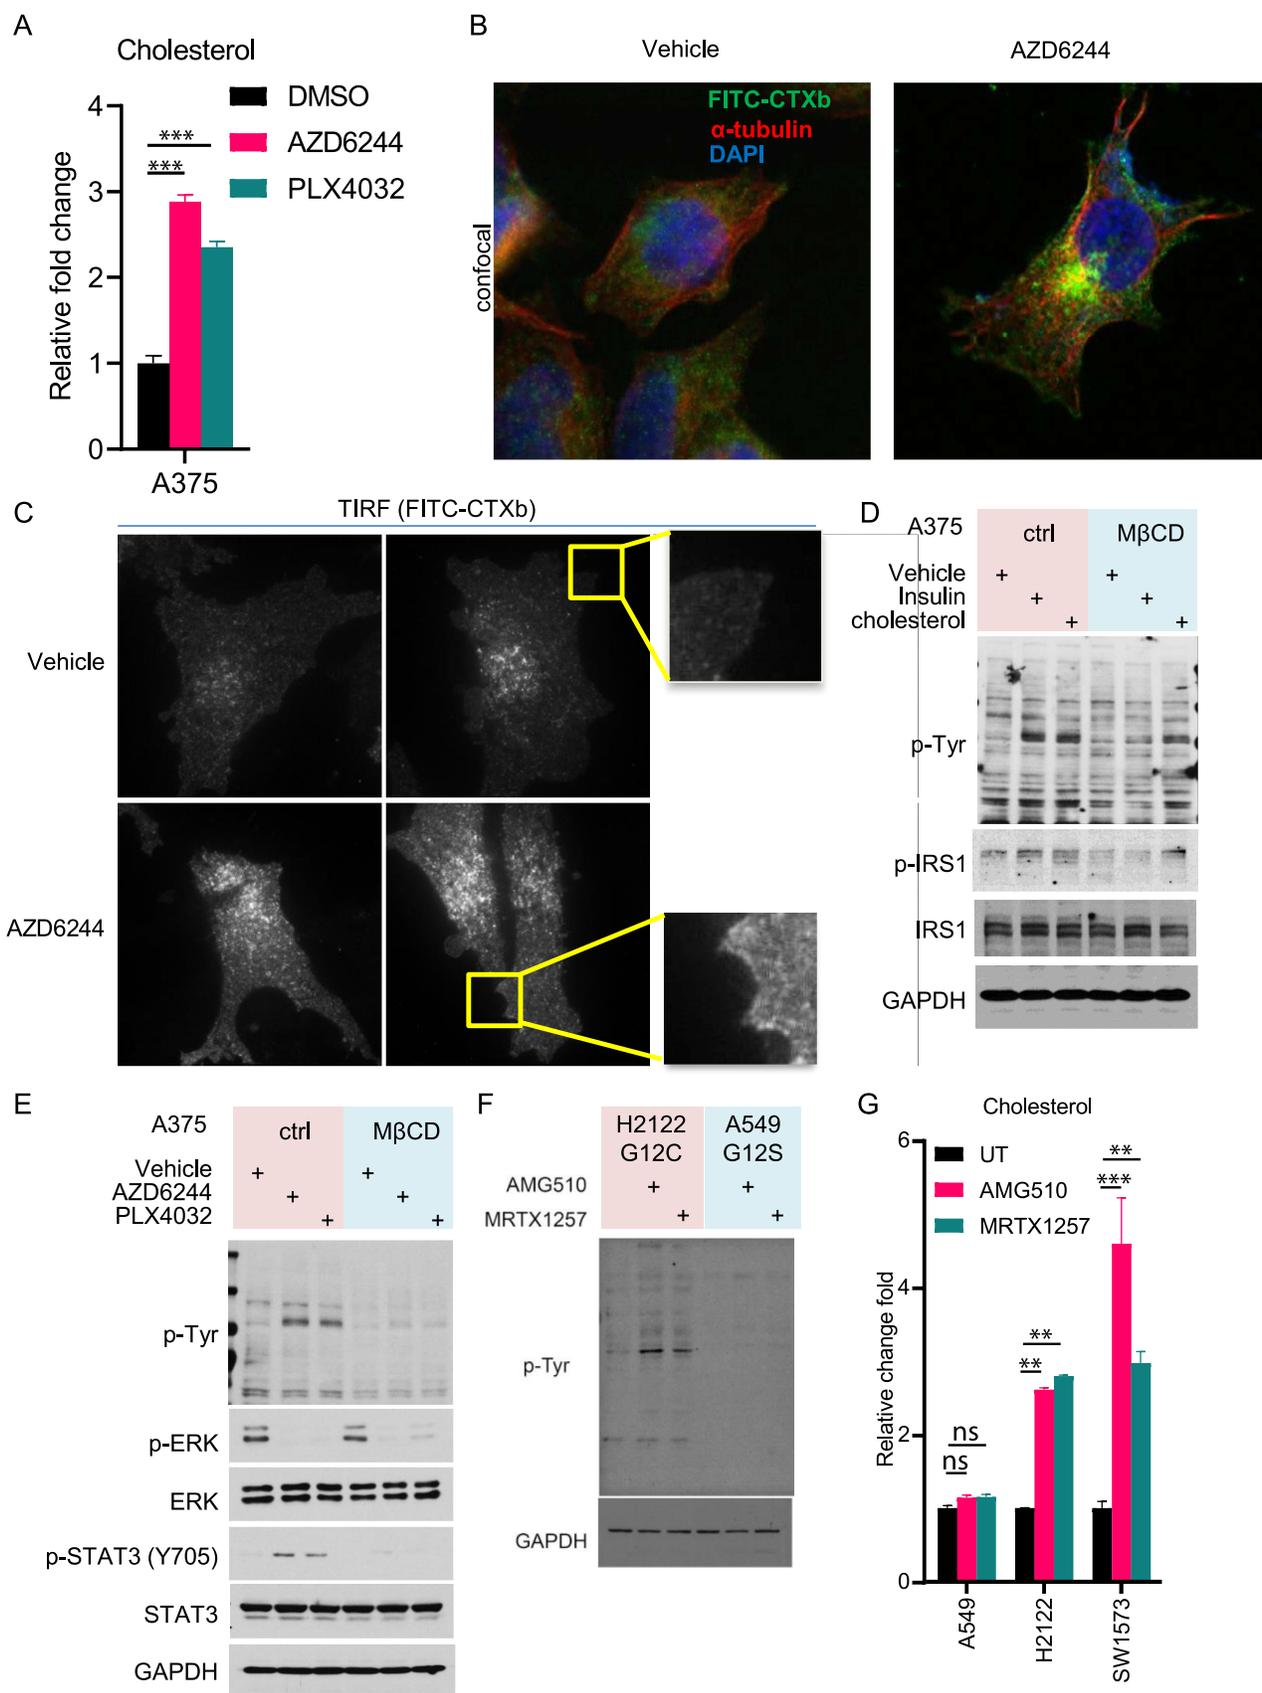 A
Cholesterol
DMSO
AZD6244
PLX4032
***
***
Relative fold change
4
3
2
1
0
A375
B
Vehicle
AZD6244
confocal
FITC-CTXb
α-tubulin
DAPI
C
TIRF (FITC-CTXb)
Vehicle
AZD6244
D
A375
ctrl
MβCD
Vehicle + +
Insulin + +
cholesterol + +
p-Tyr
p-IRS1
IRS1
GAPDH
E
A375
ctrl
MβCD
Vehicle + +
AZD6244 + +
PLX4032 + +
p-Tyr
p-ERK
ERK
p-STAT3 (Y705)
STAT3
GAPDH
F
H2122 A549
G12C G12S
AMG510 + +
MRTX1257 + +
p-Tyr
GAPDH
G
Cholesterol
UT
AMG510
MRTX1257
Relative change fold
6
4
2
0
ns
ns
**
**
**
***
A549
H2122
SW1573